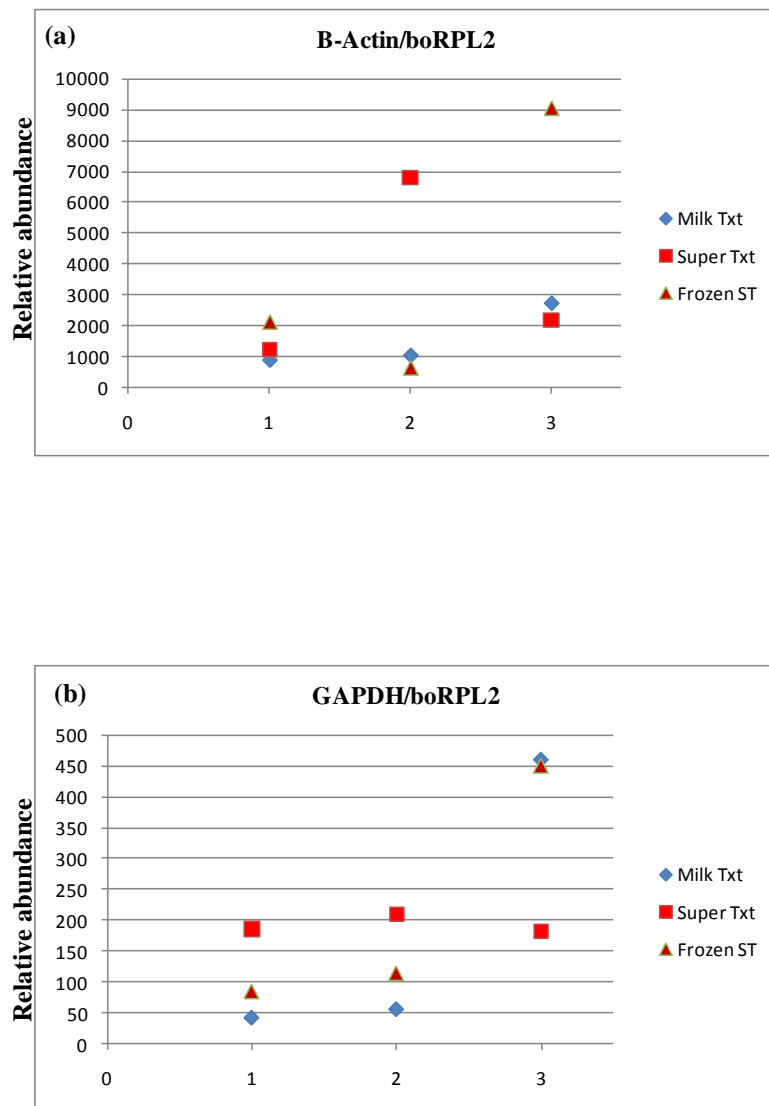 (a)
B-Actin/boRPL2
Relative abundance
10000
9000
8000
7000
6000
5000
4000
3000
2000
1000
0
0 1 2 3
Milk Txt
Super Txt
Frozen ST
(b)
GAPDH/boRPL2
Relative abundance
500
450
400
350
300
250
200
150
100
50
0
0 1 2 3
Milk Txt
Super Txt
Frozen ST